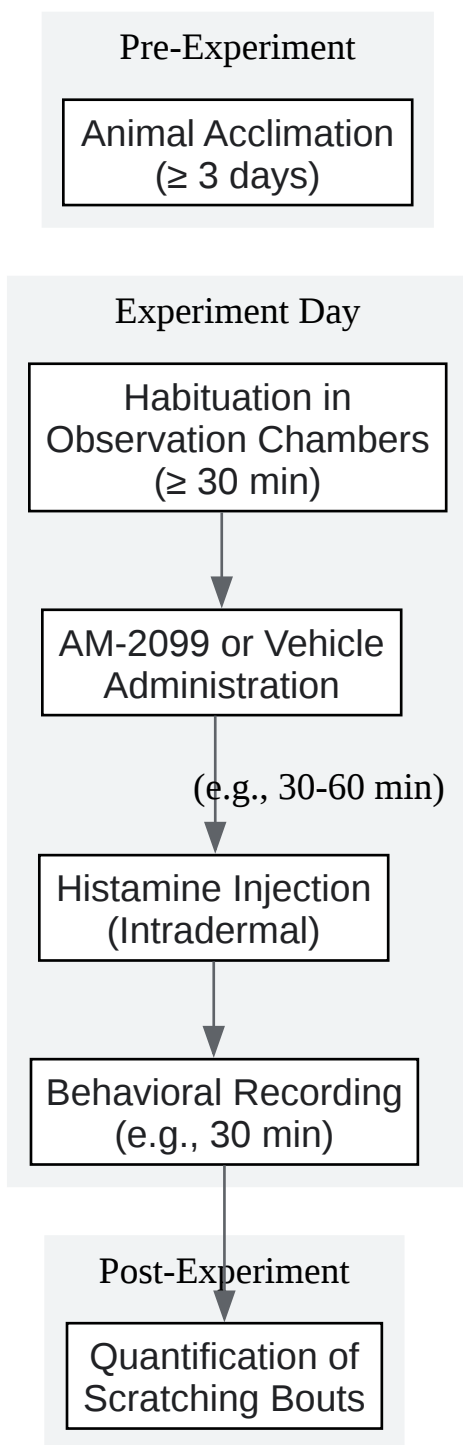 Pre-Experiment
Animal Acclimation
(≥ 3 days)
Experiment Day
Habituation in
Observation Chambers
(≥ 30 min)
AM-2099 or Vehicle
Administration
(e.g., 30-60 min)
Histamine Injection
(Intradermal)
Behavioral Recording
(e.g., 30 min)
Post-Experiment
Quantification of
Scratching Bouts